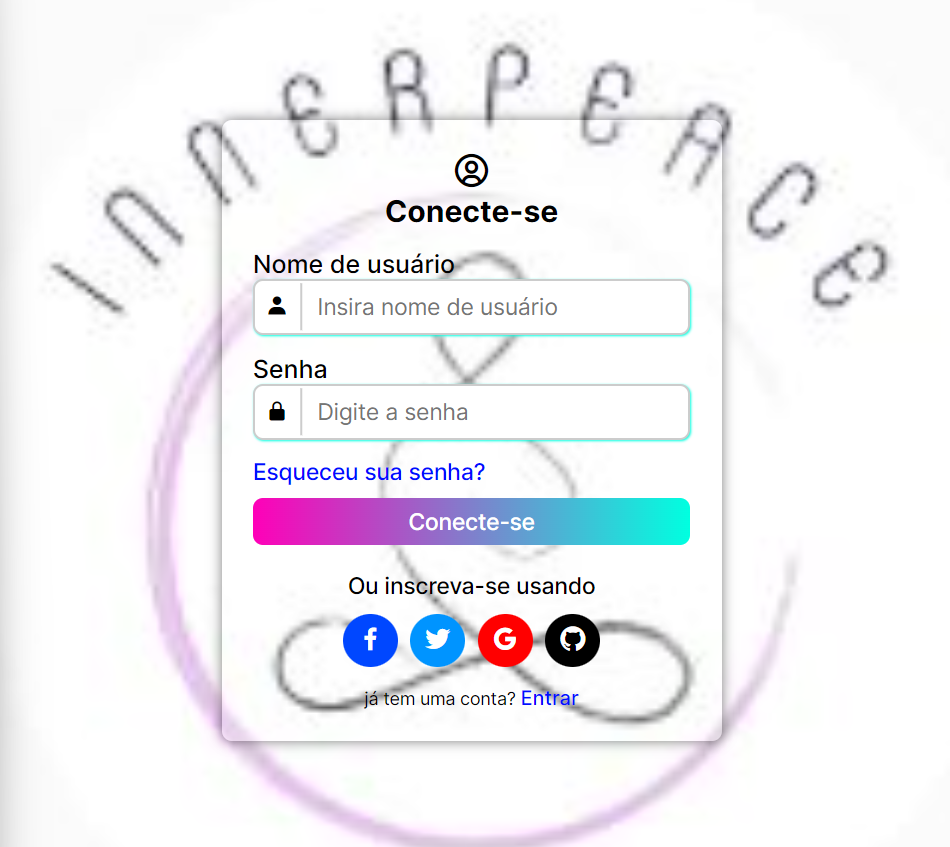 INNERPEACE
Conecte-se
Nome de usuário
Insira nome de usuário
Senha
Digite a senha
Esqueceu sua senha?
Conecte-se
Ou inscreva-se usando
já tem uma conta? Entrar